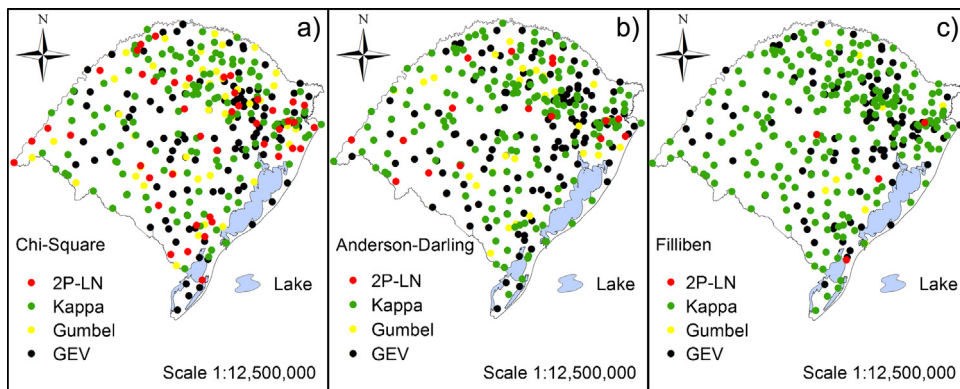 N
a)
Chi-Square
2P-LN
Kappa
Lake
Gumbel
GEV
Scale 1:12,500,000
N
b)
Anderson-Darling
2P-LN
Kappa
Lake
Gumbel
GEV
Scale 1:12,500,000
N
c)
Filliben
2P-LN
Kappa
Lake
Gumbel
GEV
Scale 1:12,500,000